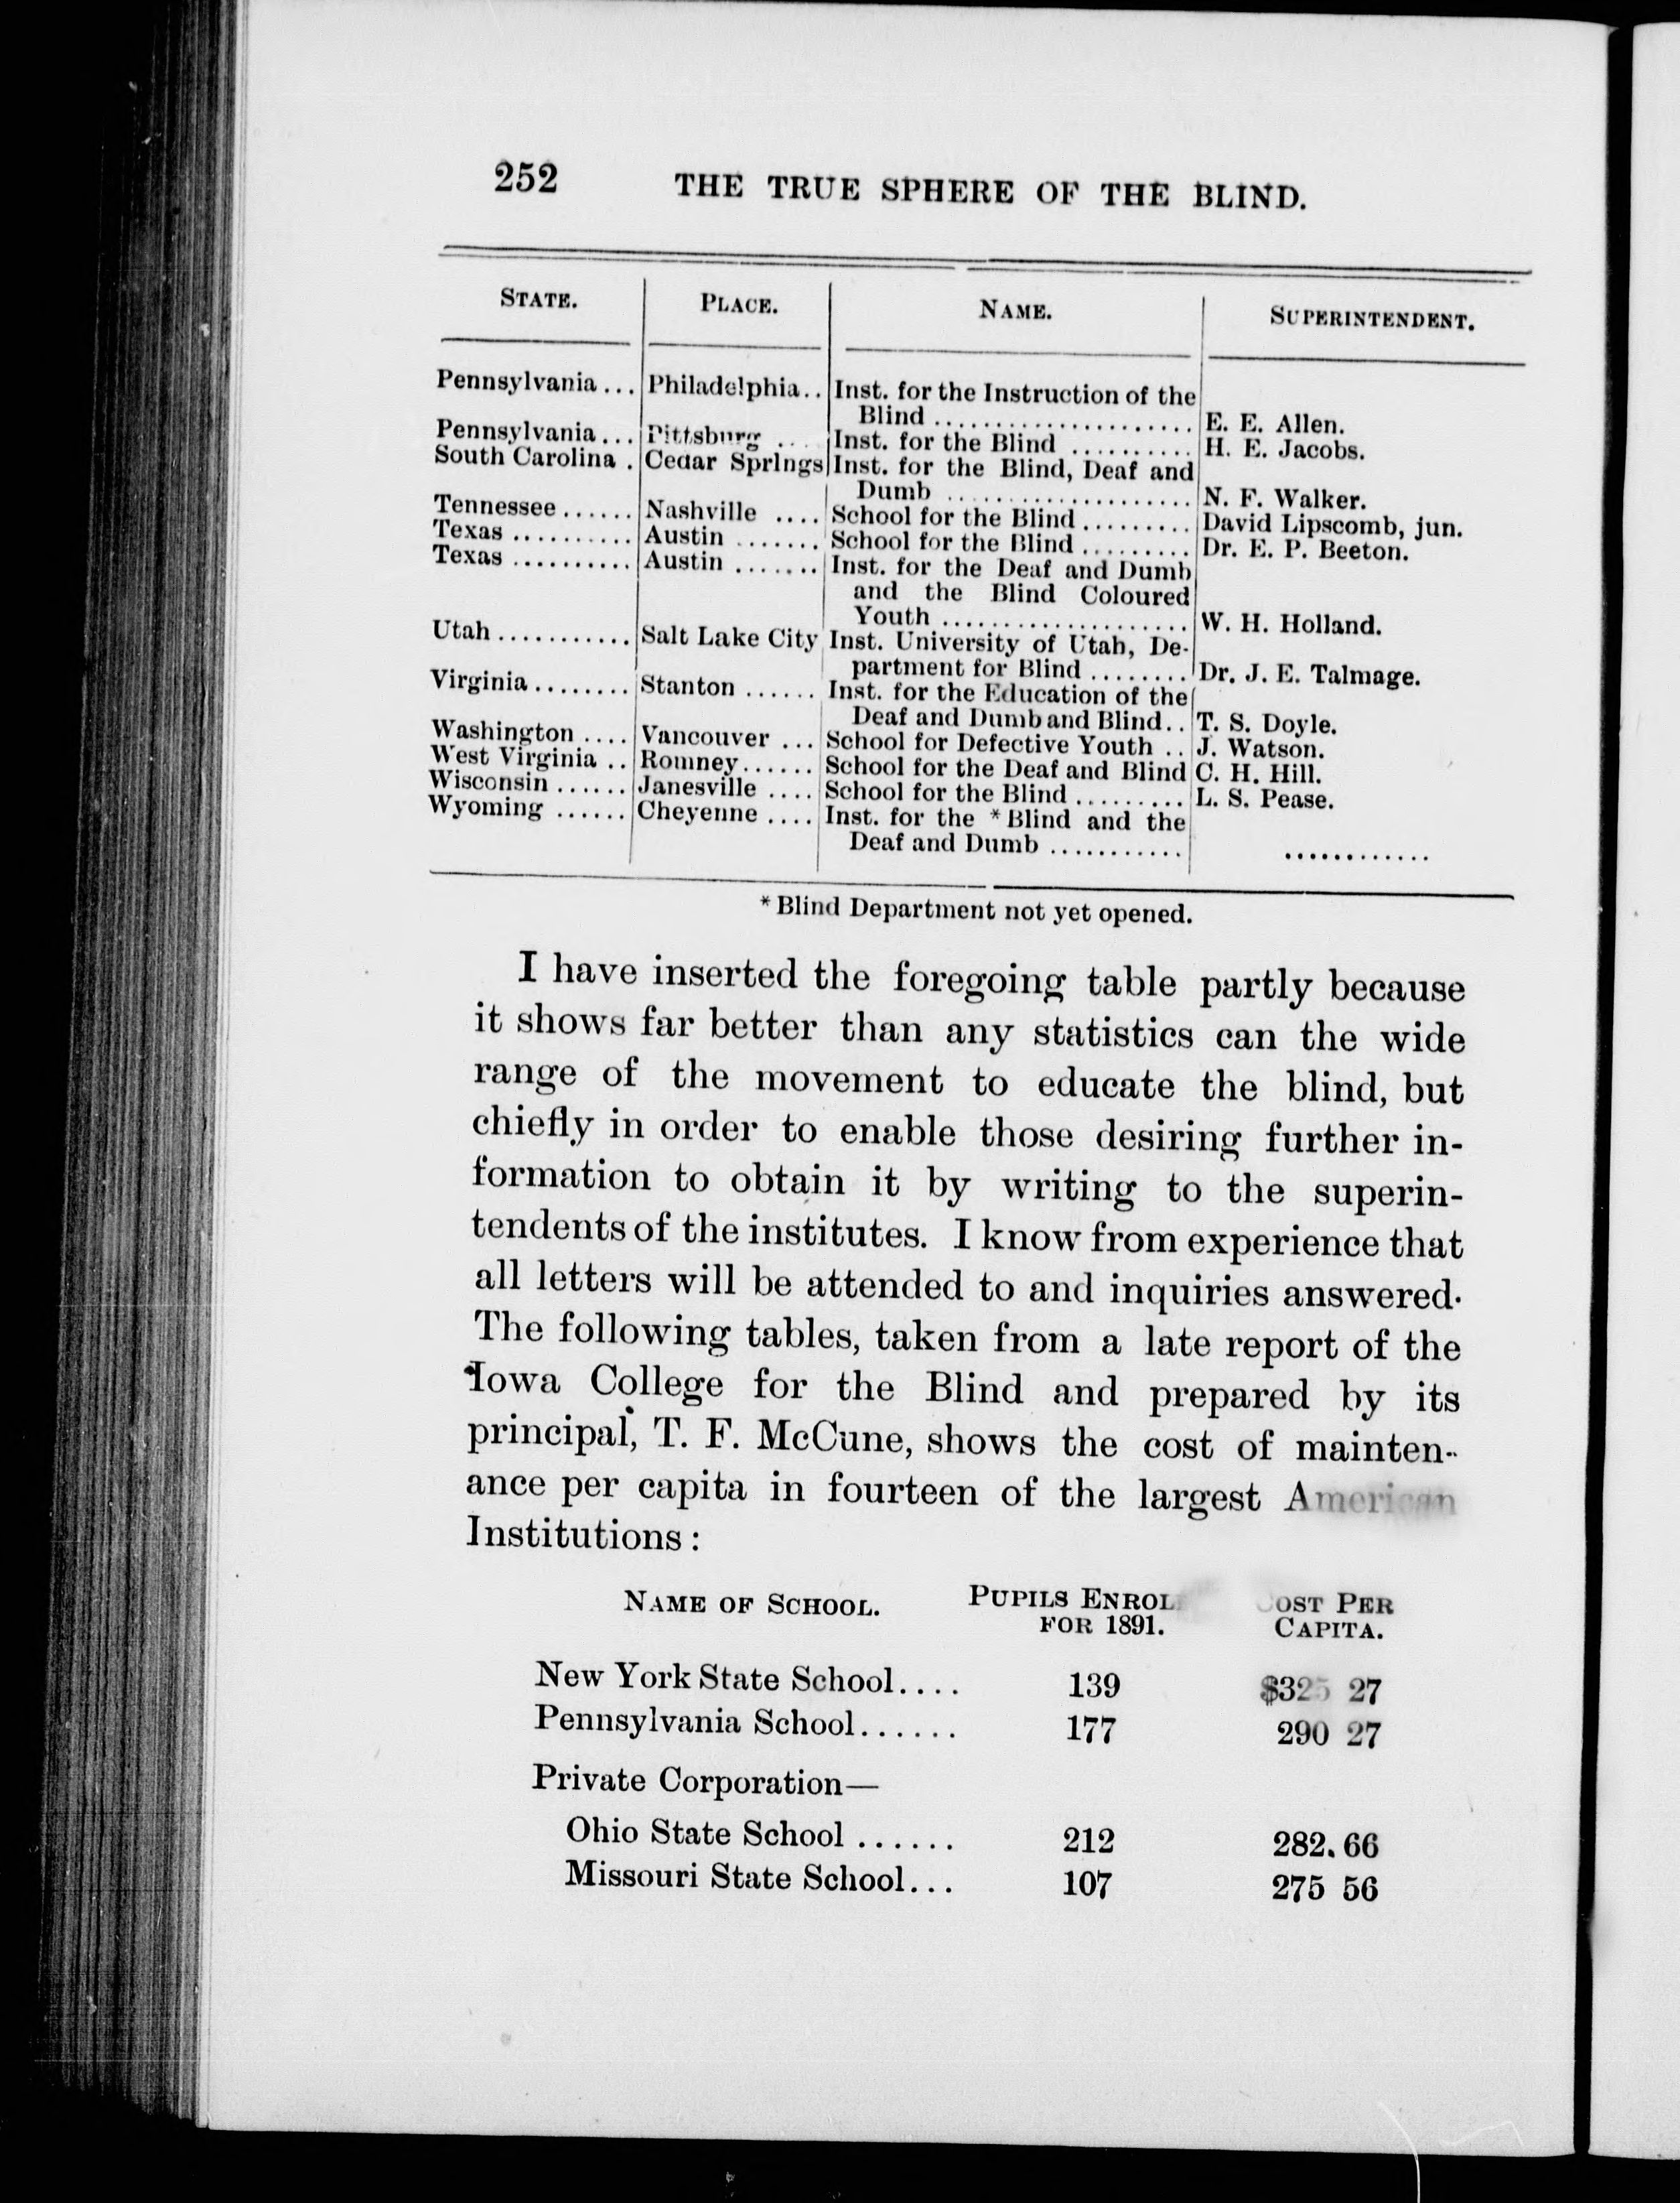 252 THE TRUE SPHERE OF THE BLIND.
STATE. PLACE. NAME. SUPERINTENDENT.
Pennsylvania... Philadelphia.. Inst. for the Instruction of the
Blind ..................... E. E. Allen.
Pennsylvania... Pittsburg ... Inst. for the Blind .......... H. E. Jacobs.
South Carolina . Cedar Springs Inst. for the Blind, Deaf and
Dumb .................... N. F. Walker.
Tennessee ...... Nashville .... School for the Blind ......... David Lipscomb, jun.
Texas .......... Austin ....... School for the Blind ......... Dr. E. P. Beeton.
Texas .......... Austin ....... Inst. for the Deaf and Dumb
and the Blind Coloured
Youth .................... W. H. Holland.
Utah ........... Salt Lake City Inst. University of Utah, De-
partment for Blind ........ Dr. J. E. Talmage.
Virginia ........ Stanton ...... Inst. for the Education of the
Deaf and Dumb and Blind.. T. S. Doyle.
Washington .... Vancouver ... School for Defective Youth .. J. Watson.
West Virginia .. Romney ...... School for the Deaf and Blind C. H. Hill.
Wisconsin ...... Janesville .... School for the Blind ......... L. S. Pease.
Wyoming ...... Cheyenne .... Inst. for the *Blind and the
Deaf and Dumb ........... ............
*Blind Department not yet opened.
I have inserted the foregoing table partly because
it shows far better than any statistics can the wide
range of the movement to educate the blind, but
chiefly in order to enable those desiring further in-
formation to obtain it by writing to the superin-
tendents of the institutes. I know from experience that
all letters will be attended to and inquiries answered.
The following tables, taken from a late report of the
Iowa College for the Blind and prepared by its
principal, T. F. McCune, shows the cost of mainten-
ance per capita in fourteen of the largest American
Institutions:
NAME OF SCHOOL. PUPILS ENROL COST PER
FOR 1891. CAPITA.
New York State School.... 139 $325 27
Pennsylvania School...... 177 290 27
Private Corporation—
Ohio State School ...... 212 282.66
Missouri State School... 107 275 56